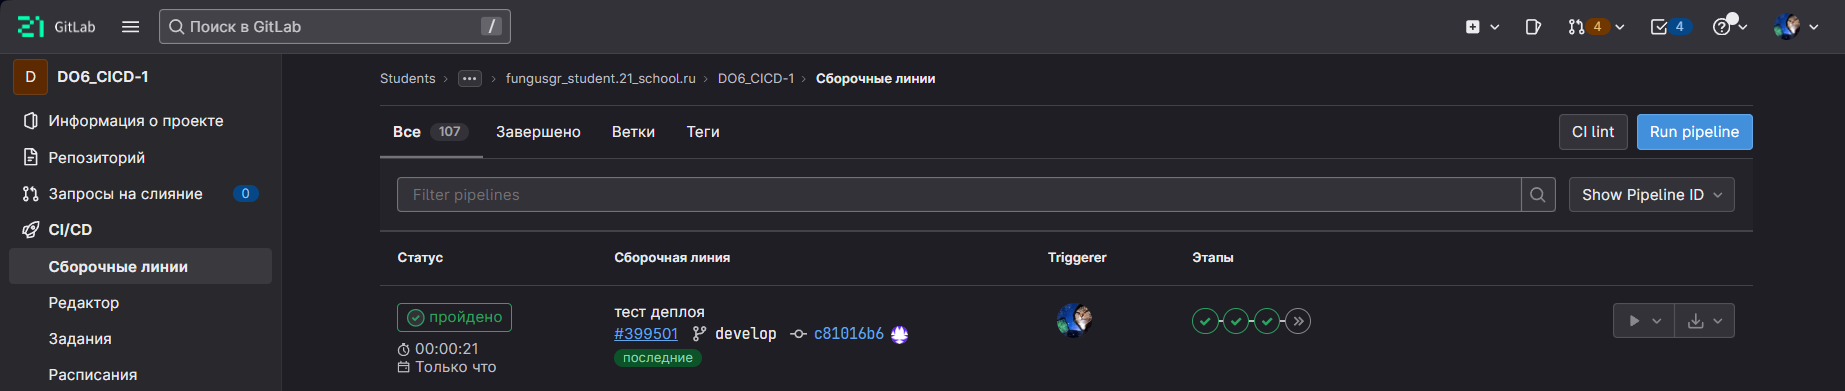 21 GitLab
Поиск в GitLab /
4
4
D DO6_CICD-1
Информация о проекте
Репозиторий
Запросы на слияние 0
CI/CD
Сборочные линии
Редактор
Задания
Расписания
Students › ••• › fungusgr_student.21_school.ru › DO6_CICD-1 › Сборочные линии
Все 107 Завершено Ветки Теги CI lint Run pipeline
Filter pipelines Show Pipeline ID
Статус Сборочная линия Triggerer Этапы
пройдено
00:00:21
Только что
тест деплоя
#399501 develop c81016b6
последние